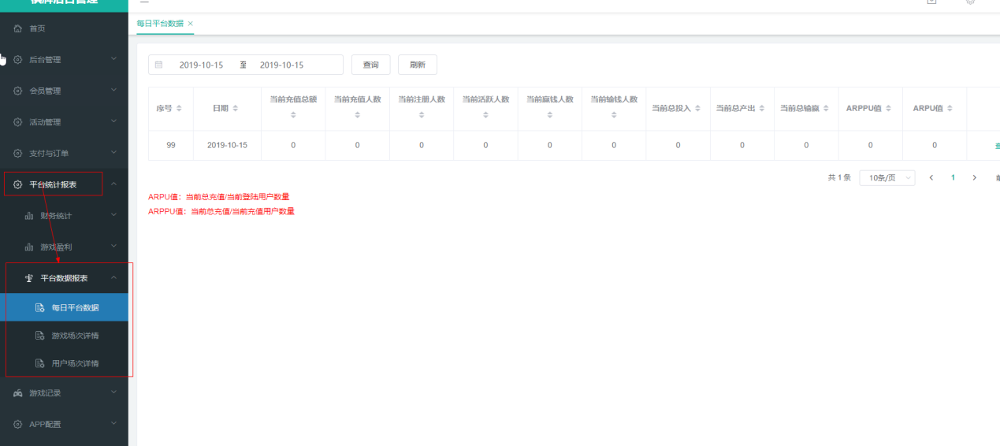 棋牌后台管理
首页
后台管理
会员管理
活动管理
支付与订单
平台统计报表
财务统计
游戏盈利
平台数据报表
每日平台数据
游戏场次详情
用户场次详情
游戏记录
APP配置
每日平台数据 ×
2019-10-15 至 2019-10-15 查询 刷新
序号 日期 当前充值总额 当前充值人数 当前注册人数 当前活跃人数 当前赢钱人数 当前输钱人数 当前总投入 当前总产出 当前总输赢 ARPPU值 ARPU值
99 2019-10-15 0 0 0 0 0 0 0 0 0 0 0
共 1 条 10条/页 < 1 > 前
ARPU值：当前总充值/当前登陆用户数量
ARPPU值：当前总充值/当前充值用户数量